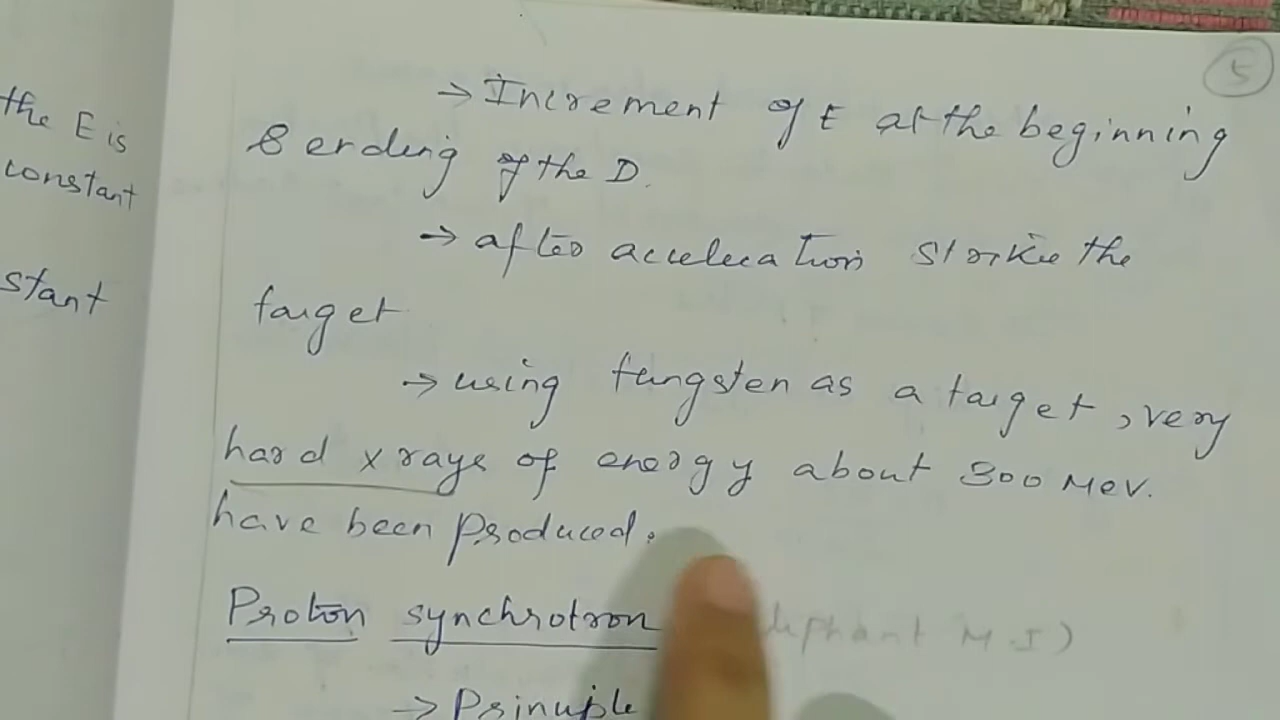 5
the E is
constant
stant
→ Increment of E at the beginning
& ending of the D.
→ after acceleration strike the
target
→ using tungsten as a target, very
hard x rays of energy about 300 MeV.
have been produced.
Proton synchrotron
→ Principle